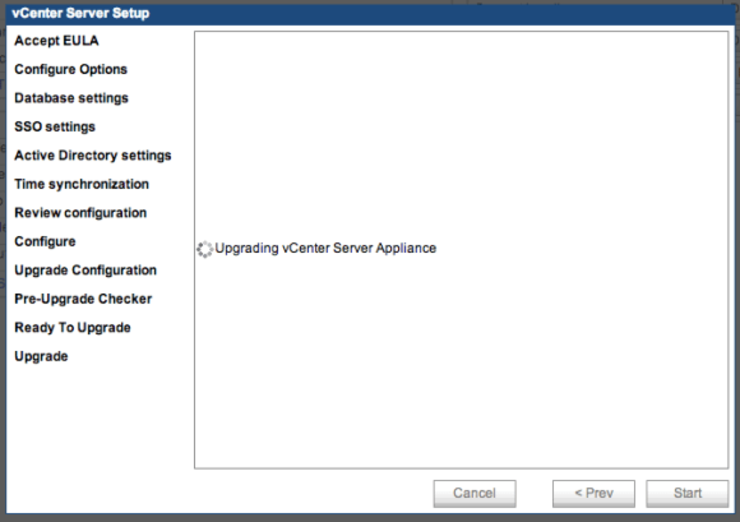 vCenter Server Setup
Accept EULA
Configure Options
Database settings
SSO settings
Active Directory settings
Time synchronization
Review configuration
Configure
Upgrade Configuration
Pre-Upgrade Checker
Ready To Upgrade
Upgrade
Upgrading vCenter Server Appliance
Cancel < Prev Start